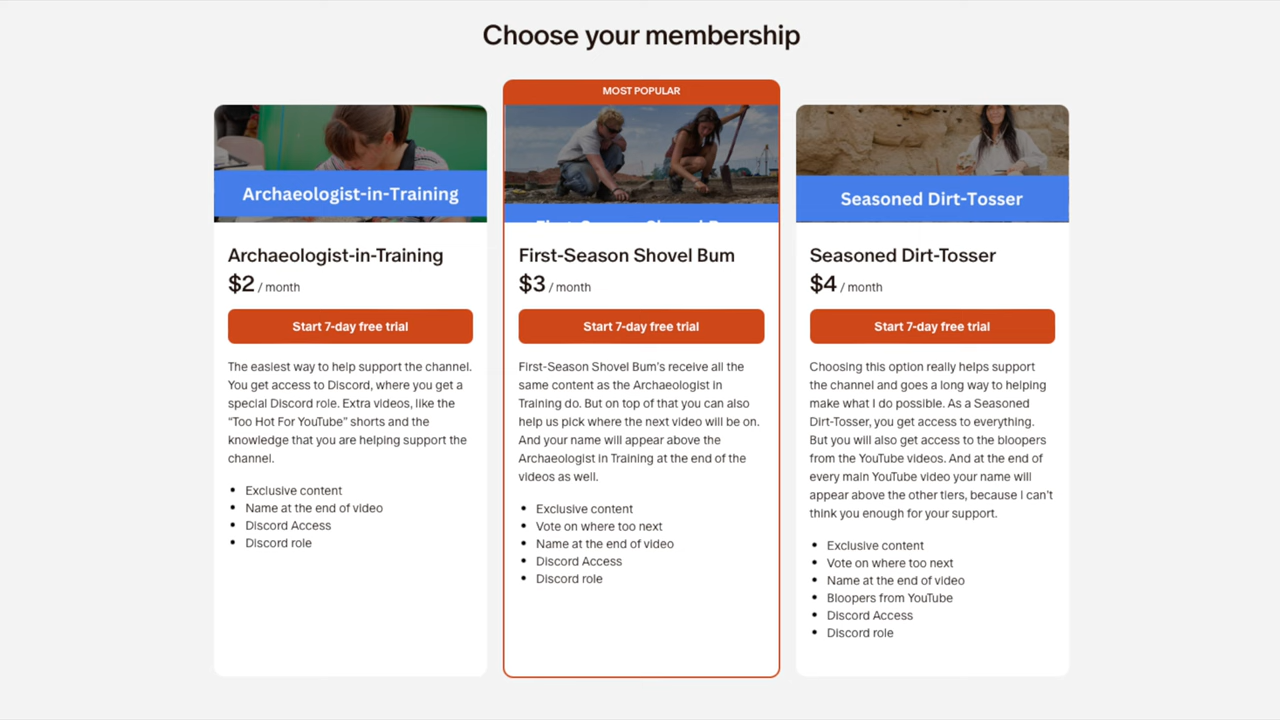 Choose your membership
Archaeologist-in-Training
Archaeologist-in-Training
$2 / month
Start 7-day free trial
The easiest way to help support the channel.
You get access to Discord, where you get a
special Discord role. Extra videos, like the
"Too Hot For YouTube" shorts and the
knowledge that you are helping support the
channel.
• Exclusive content
• Name at the end of video
• Discord Access
• Discord role
MOST POPULAR
First-Season Shovel Bum
$3 / month
Start 7-day free trial
First-Season Shovel Bum's receive all the
same content as the Archaeologist in
Training do. But on top of that you can also
help us pick where the next video will be on.
And your name will appear above the
Archaeologist in Training at the end of the
videos as well.
• Exclusive content
• Vote on where too next
• Name at the end of video
• Discord Access
• Discord role
Seasoned Dirt-Tosser
Seasoned Dirt-Tosser
$4 / month
Start 7-day free trial
Choosing this option really helps support
the channel and goes a long way to helping
make what I do possible. As a Seasoned
Dirt-Tosser, you get access to everything.
But you will also get access to the bloopers
from the YouTube videos. And at the end of
every main YouTube video your name will
appear above the other tiers, because I can't
think you enough for your support.
• Exclusive content
• Vote on where too next
• Name at the end of video
• Bloopers from YouTube
• Discord Access
• Discord role